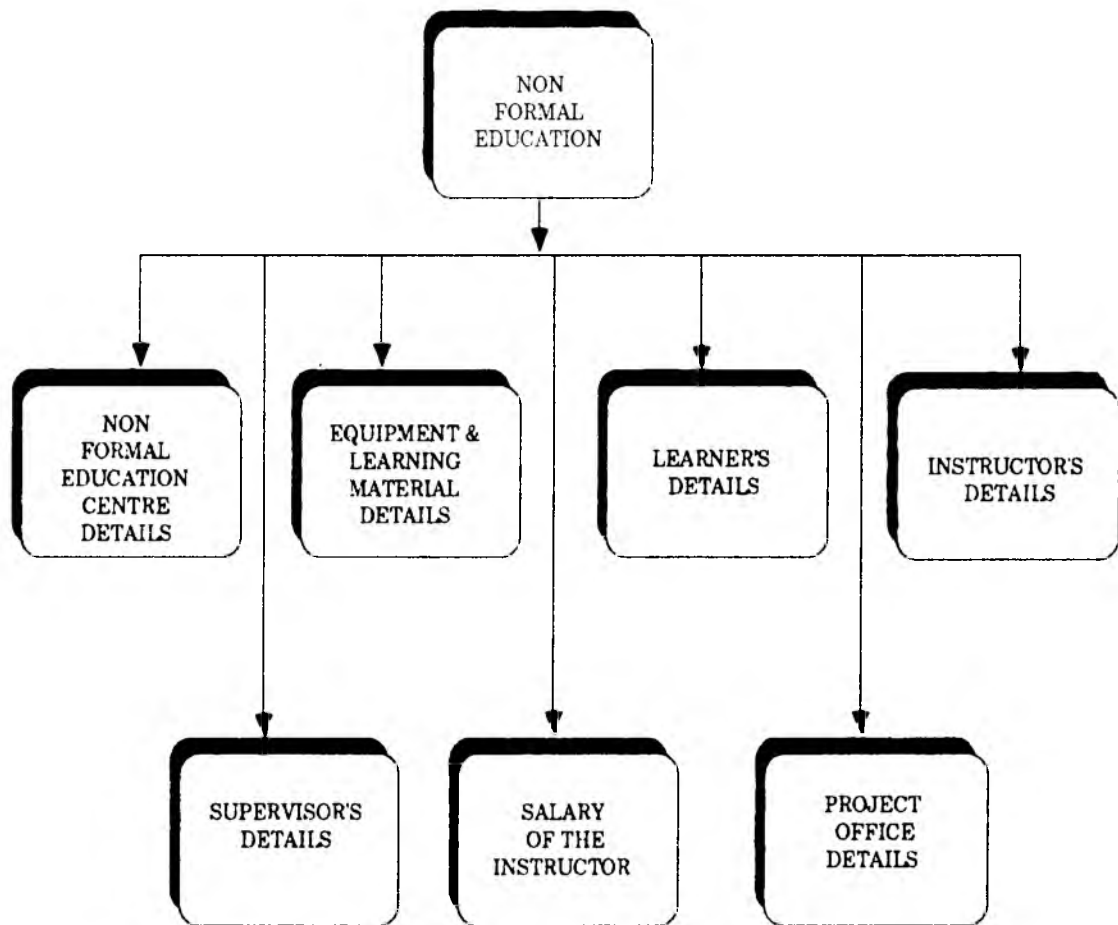 NON
FORMAL
EDUCATION
NON
FORMAL
EDUCATION
CENTRE
DETAILS
EQUIPMENT &
LEARNING
MATERIAL
DETAILS
LEARNER'S
DETAILS
INSTRUCTOR'S
DETAILS
SUPERVISOR'S
DETAILS
SALARY
OF THE
INSTRUCTOR
PROJECT
OFFICE
DETAILS